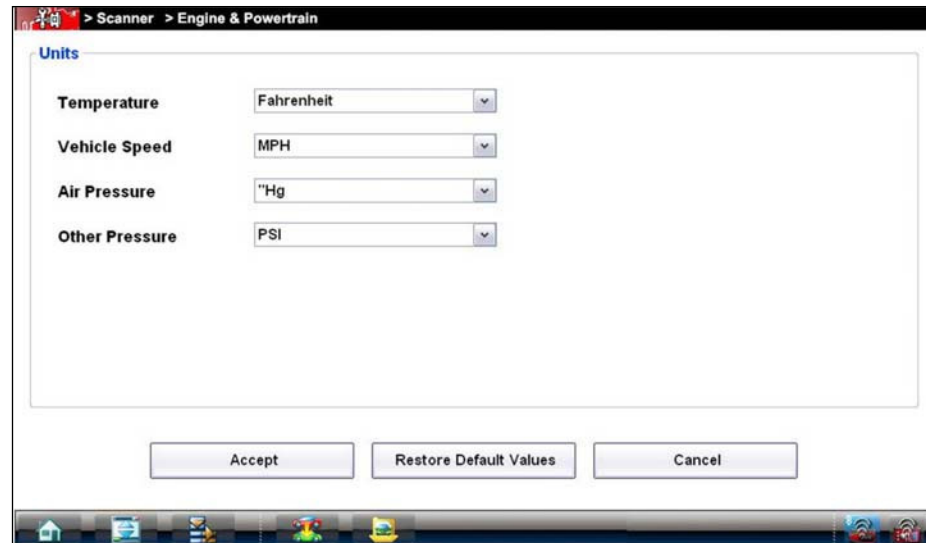 > Scanner > Engine & Powertrain
Units
Temperature Fahrenheit
Vehicle Speed MPH
Air Pressure "Hg
Other Pressure PSI
Accept Restore Default Values Cancel